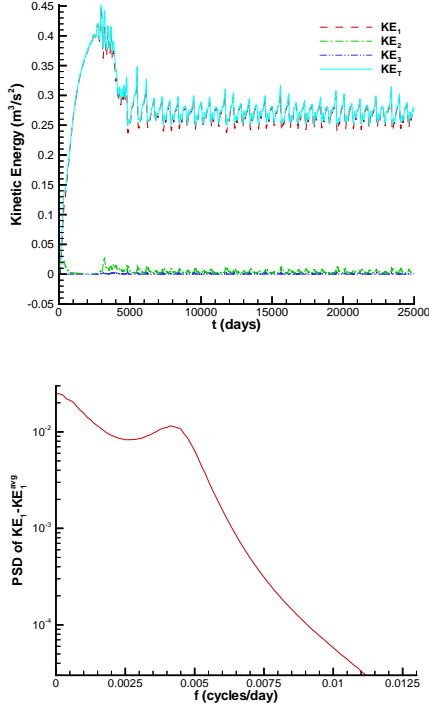 0.45
0.4
0.35
0.3
0.25
0.2
0.15
0.1
0.05
0
-0.05
Kinetic Energy (m³/s²)
KE₁
KE₂
KE₃
KE_T
0 5000 10000 15000 20000 25000
t (days)
10⁻²
10⁻³
10⁻⁴
PSD of KE₁-KE₁ᵃᵛᵍ
0 0.0025 0.005 0.0075 0.01 0.0125
f (cycles/day)